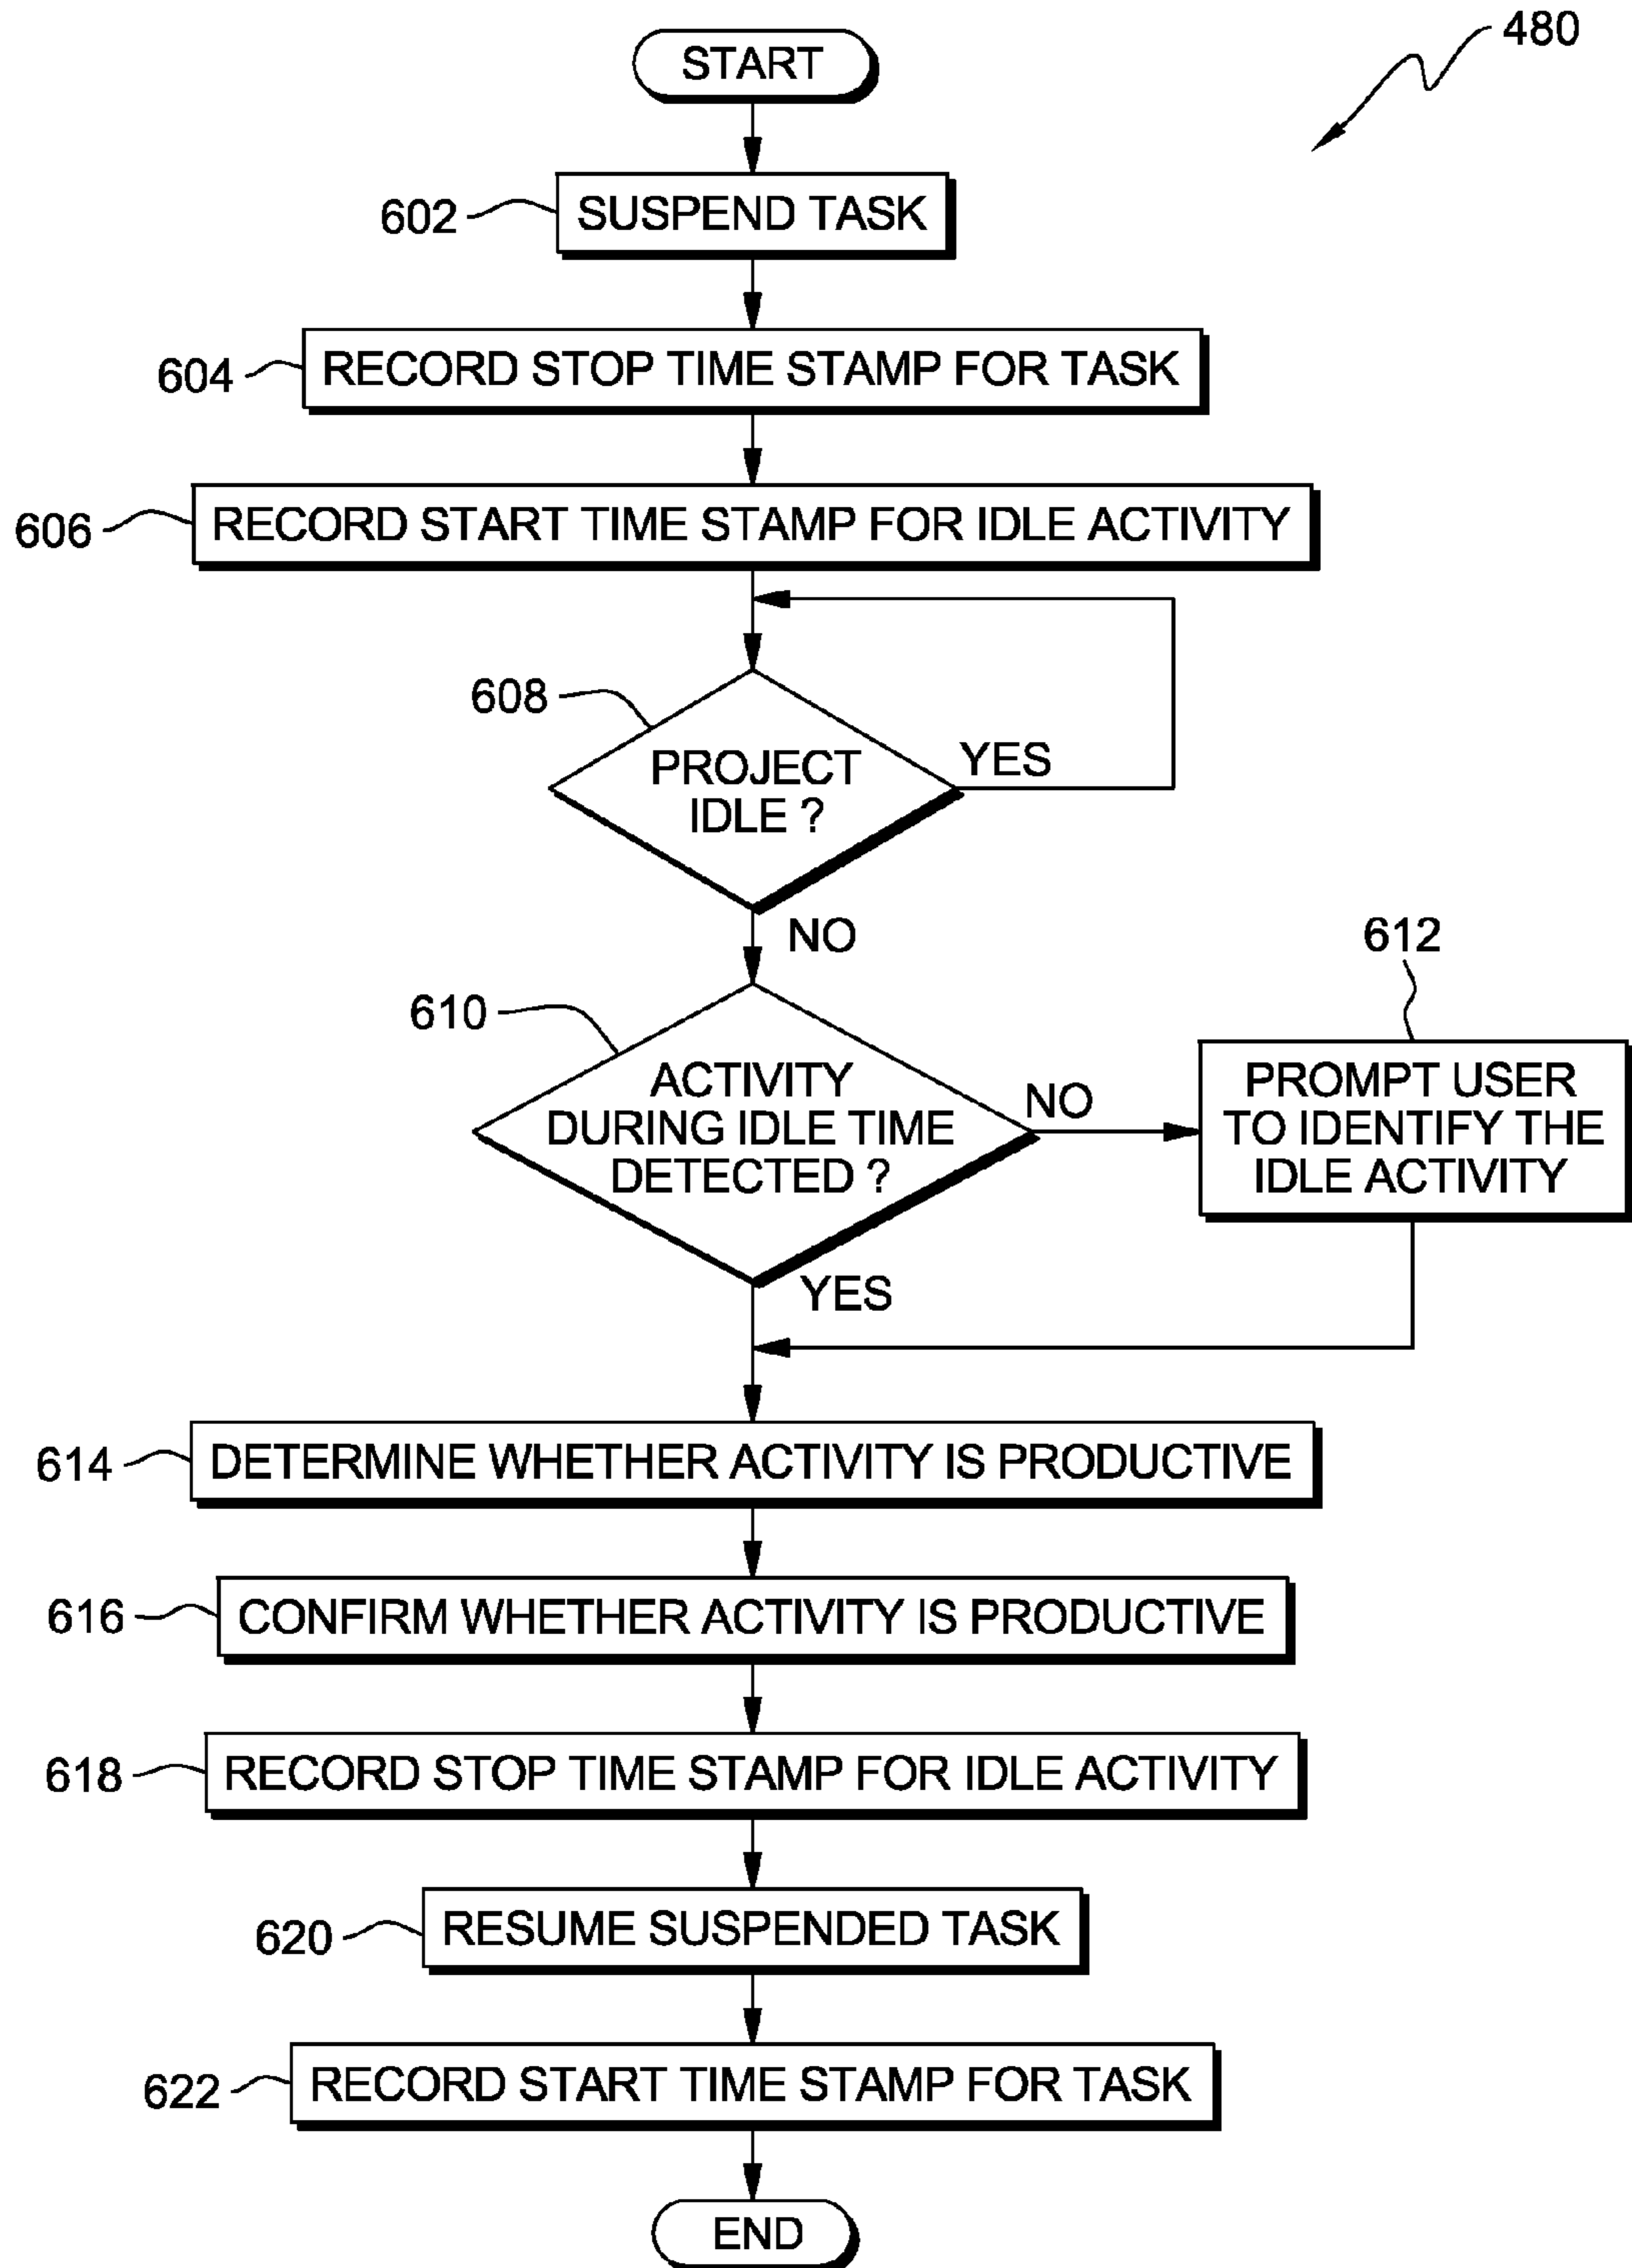 480
START
602
SUSPEND TASK
604
RECORD STOP TIME STAMP FOR TASK
606
RECORD START TIME STAMP FOR IDLE ACTIVITY
608
PROJECT
IDLE ?
YES
NO
610
ACTIVITY
DURING IDLE TIME
DETECTED ?
NO
612
PROMPT USER
TO IDENTIFY THE
IDLE ACTIVITY
YES
614
DETERMINE WHETHER ACTIVITY IS PRODUCTIVE
616
CONFIRM WHETHER ACTIVITY IS PRODUCTIVE
618
RECORD STOP TIME STAMP FOR IDLE ACTIVITY
620
RESUME SUSPENDED TASK
622
RECORD START TIME STAMP FOR TASK
END